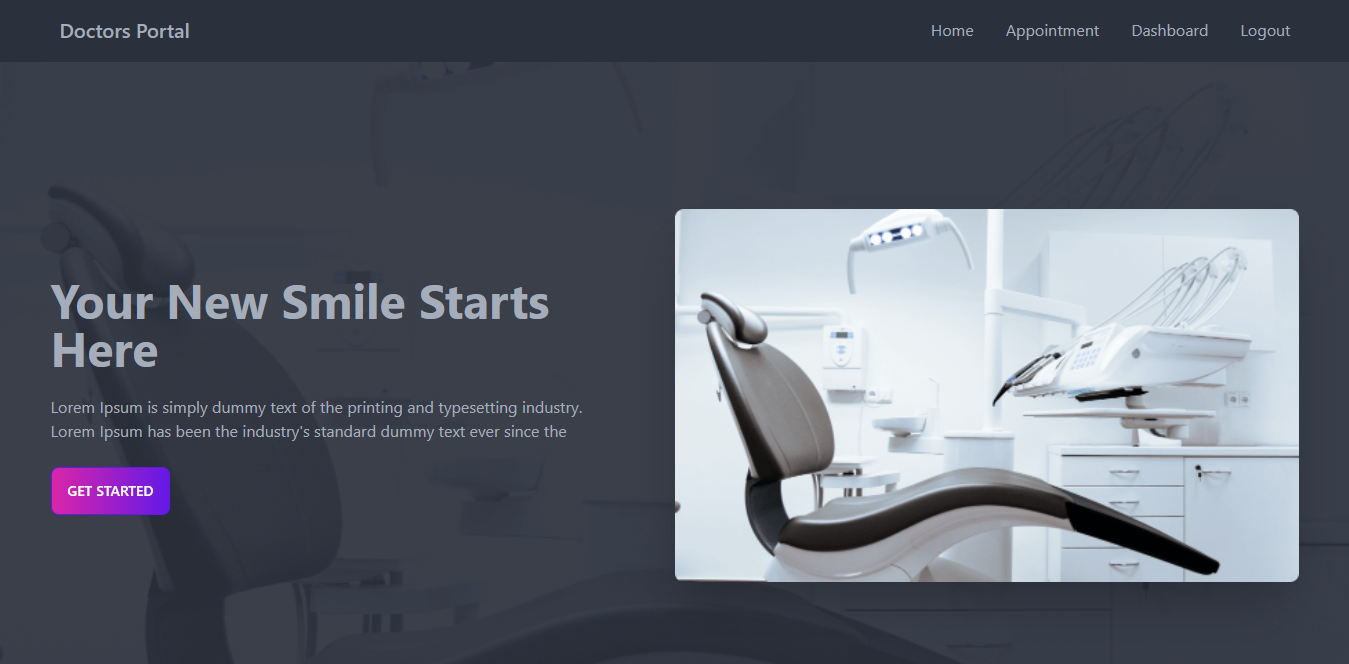 Doctors Portal
Home Appointment Dashboard Logout
Your New Smile Starts
Here
Lorem Ipsum is simply dummy text of the printing and typesetting industry.
Lorem Ipsum has been the industry's standard dummy text ever since the
GET STARTED